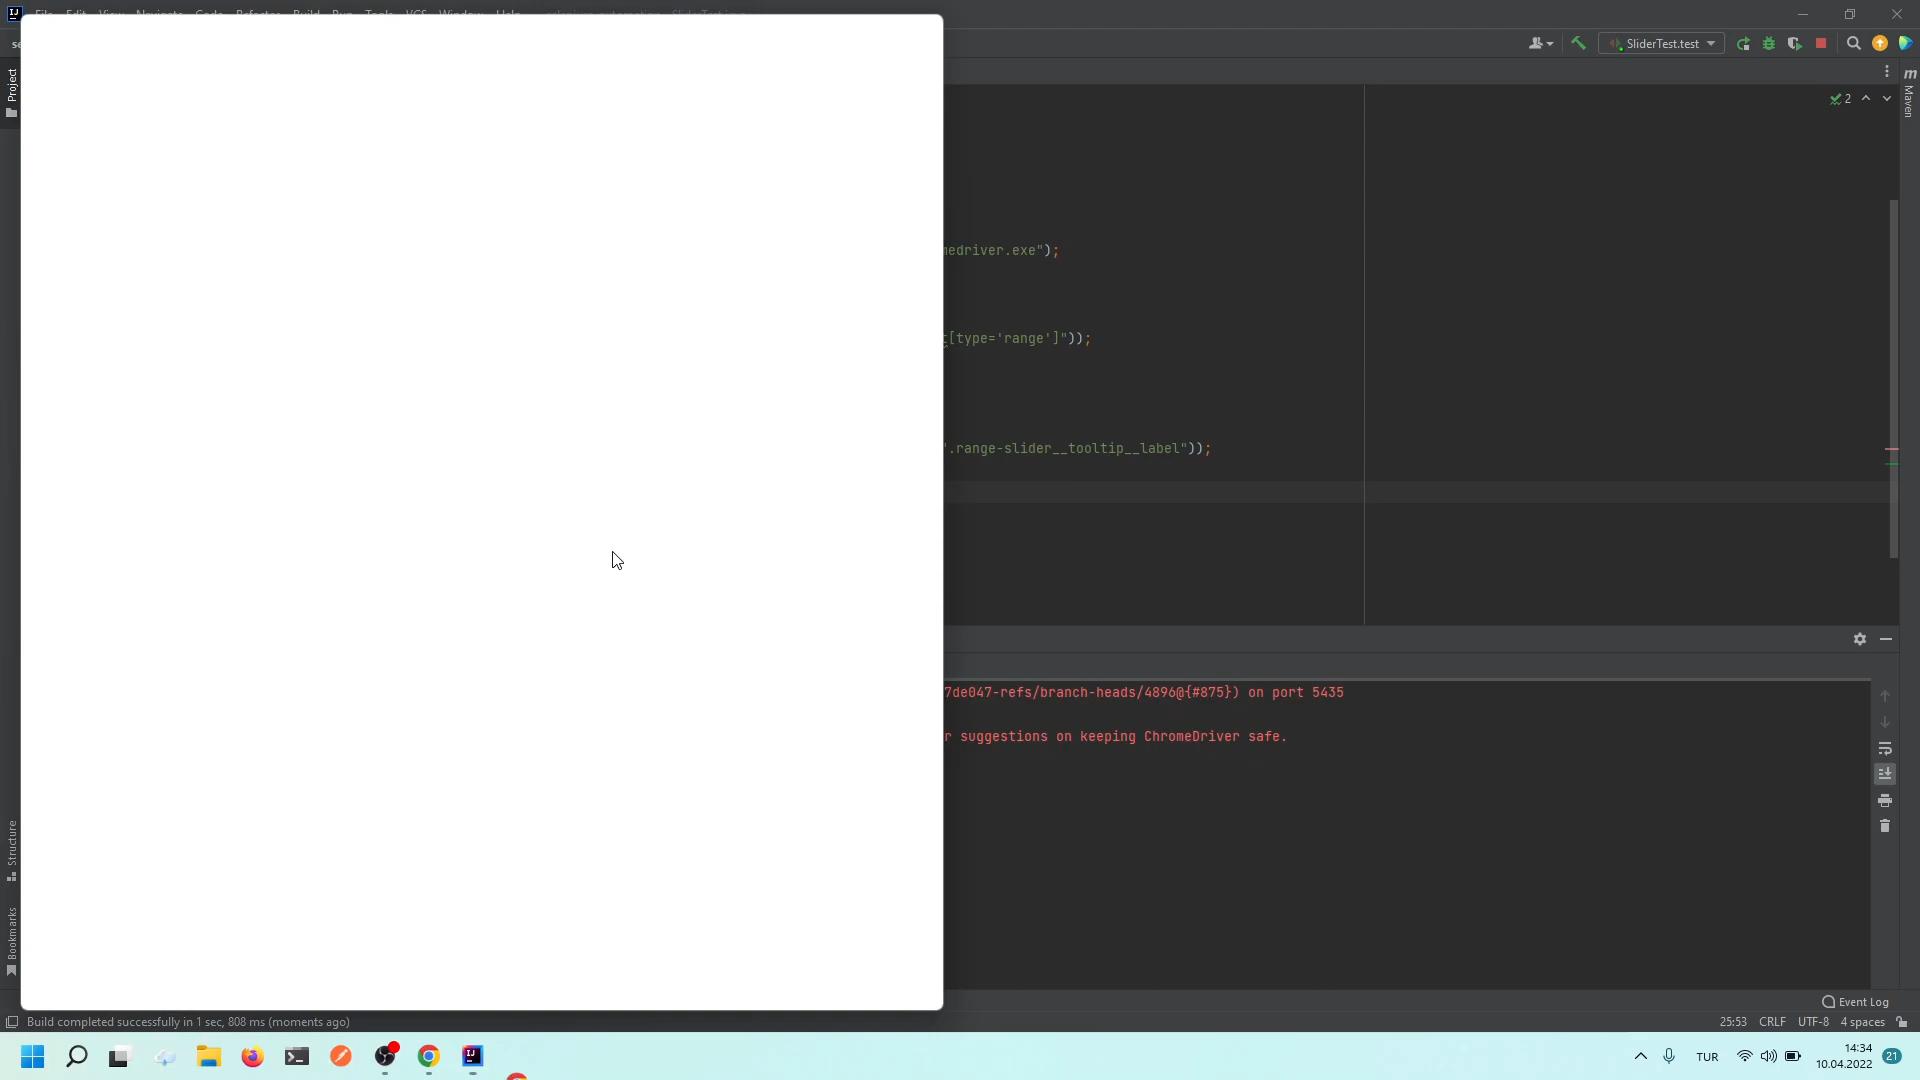 SliderTest.test
Project
m
Maven
2
medriver.exe");
[type='range']"));
".range-slider__tooltip__label"));
7de047-refs/branch-heads/4896@{#875}) on port 5435
r suggestions on keeping ChromeDriver safe.
Structure
Bookmarks
Event Log
Build completed successfully in 1 sec, 808 ms (moments ago)
25:53 CRLF UTF-8 4 spaces
TUR
14:34
10.04.2022
21